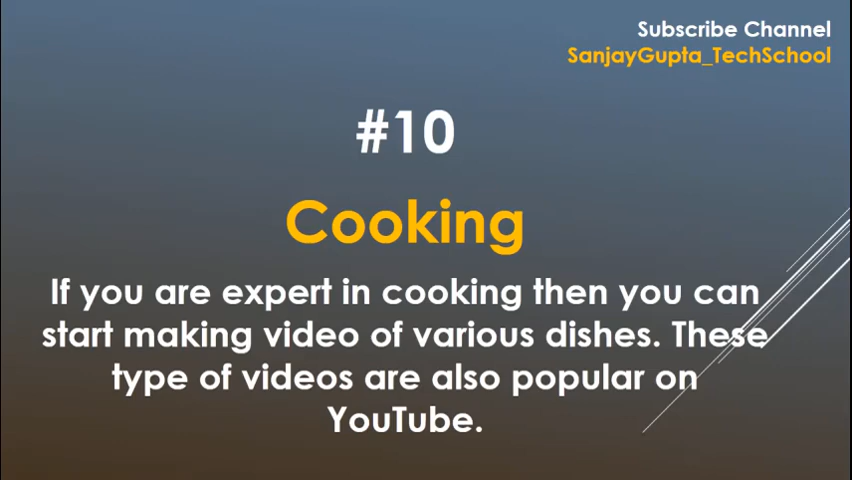 Subscribe Channel
SanjayGupta_TechSchool
#10
Cooking
If you are expert in cooking then you can
start making video of various dishes. These
type of videos are also popular on
YouTube.